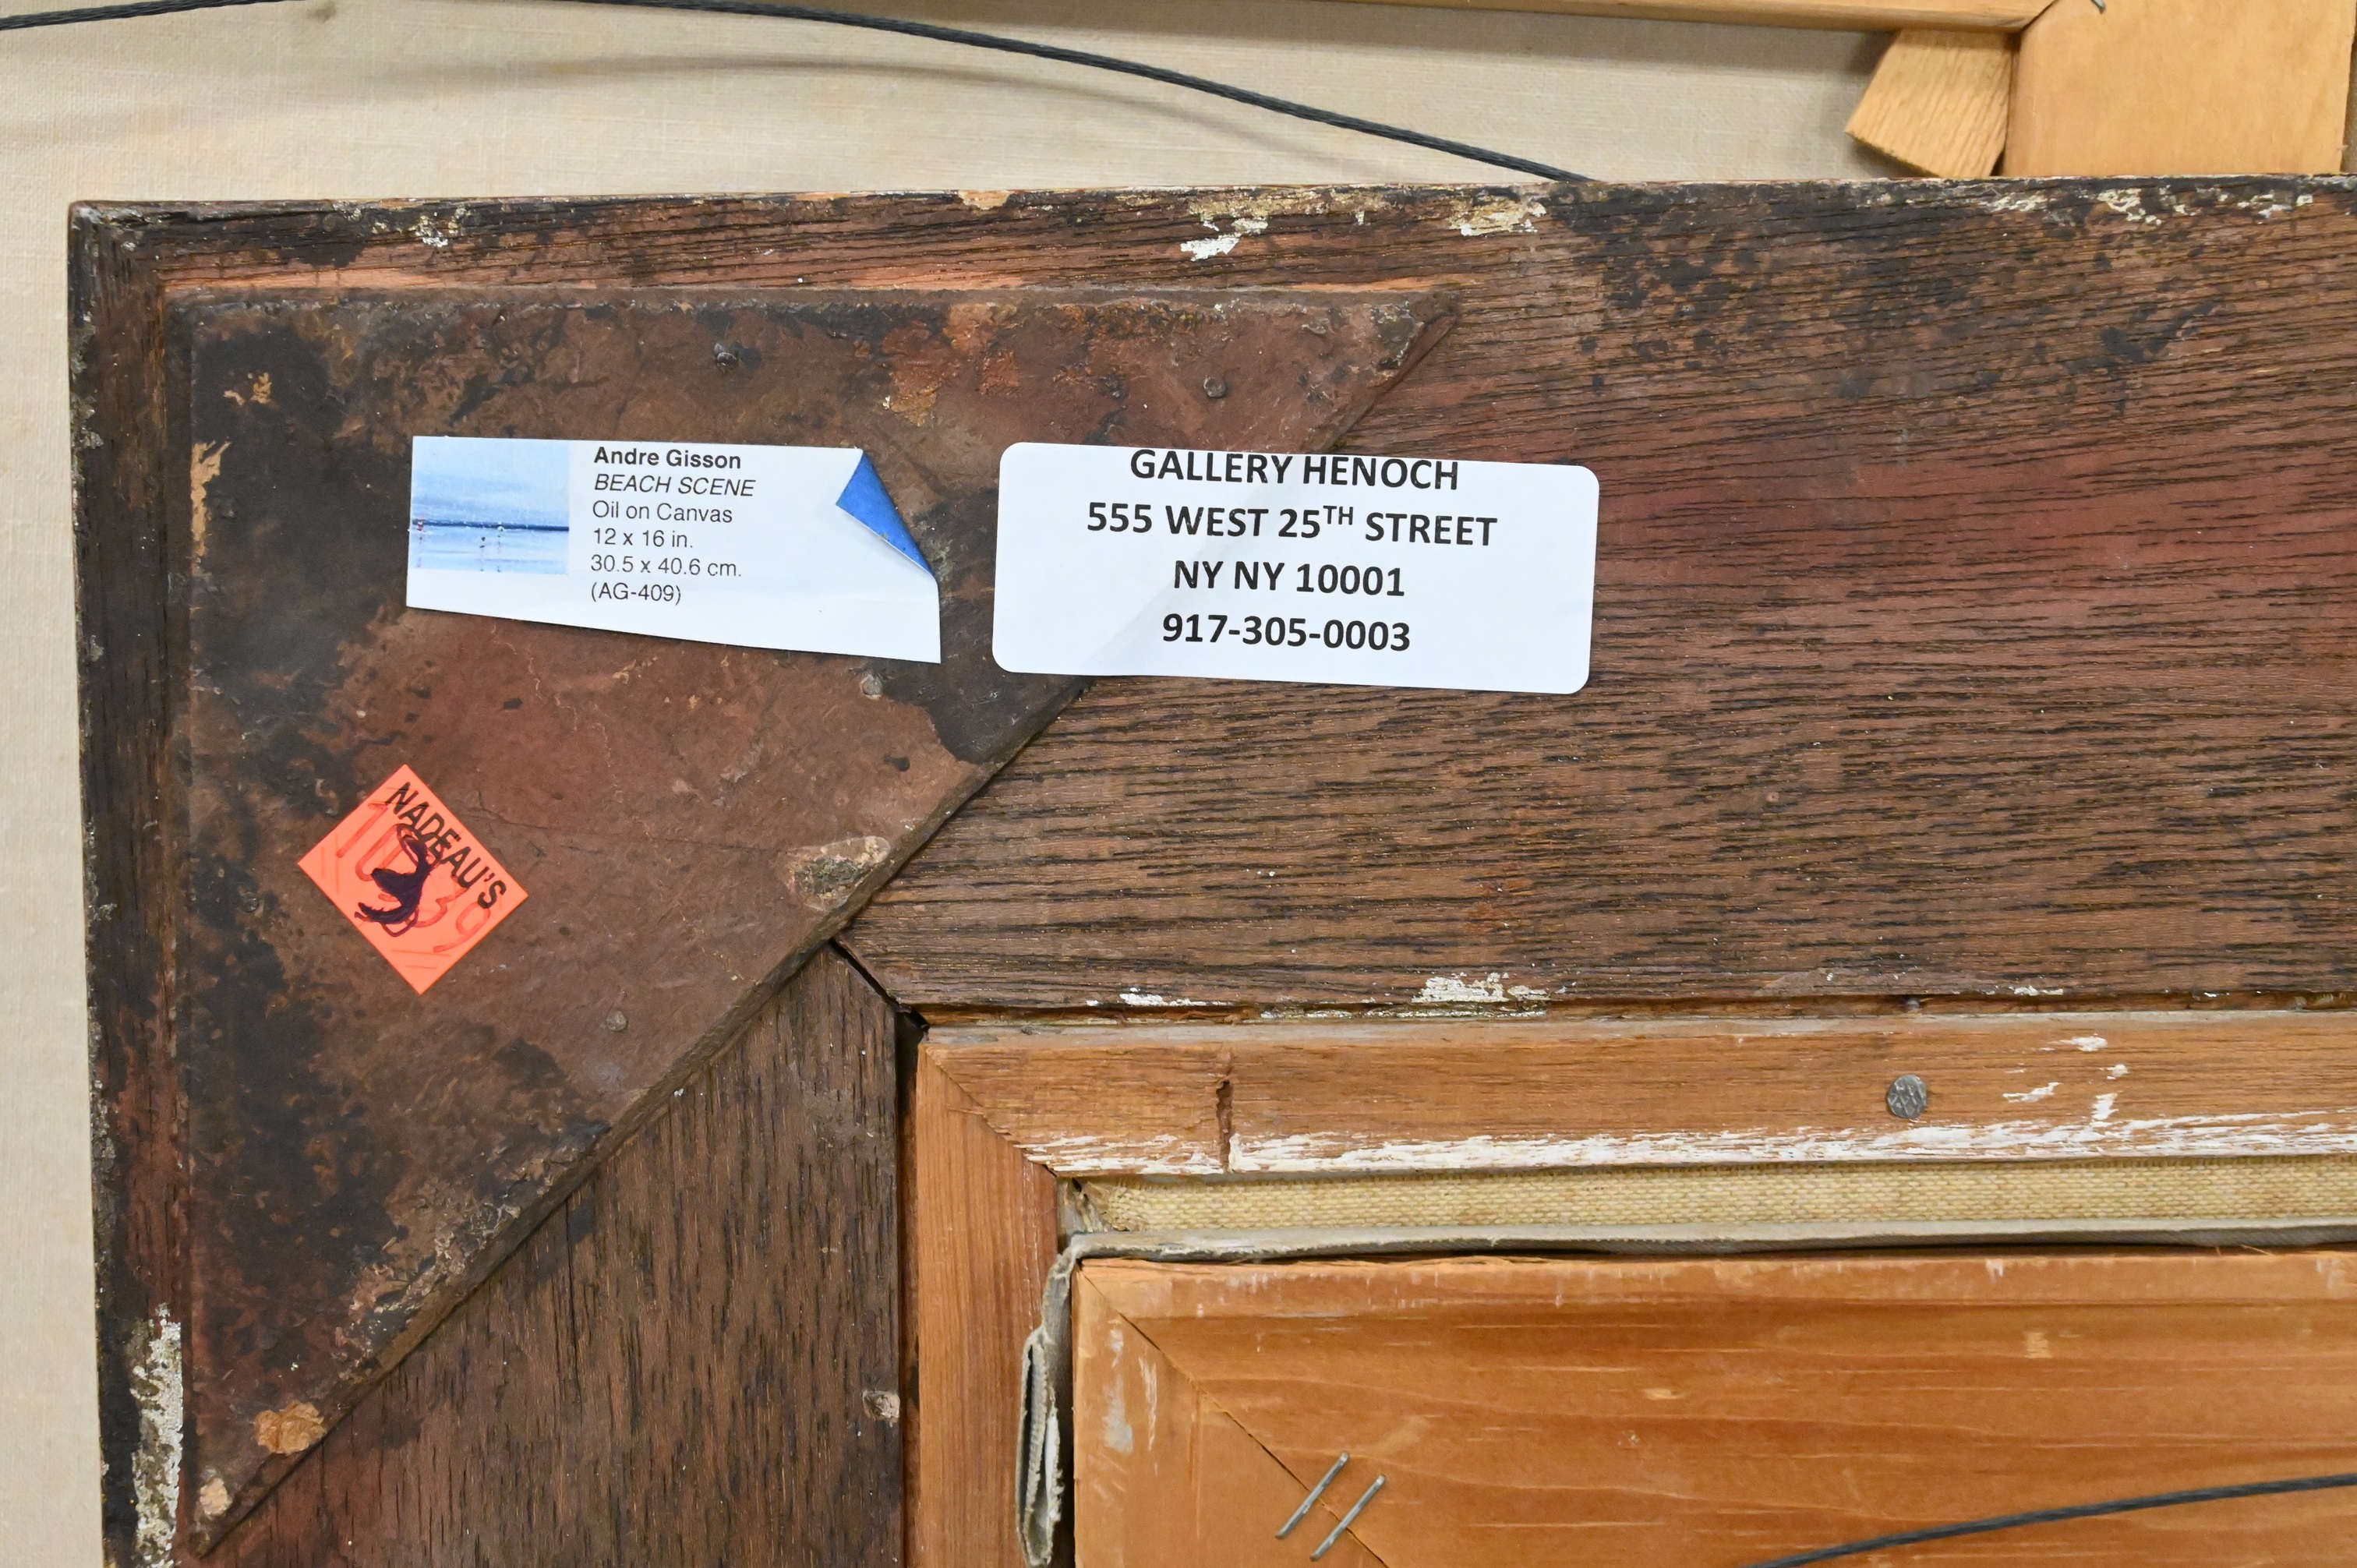 Andre Gisson
BEACH SCENE
Oil on Canvas
12 x 16 in.
30.5 x 40.6 cm.
(AG-409)
GALLERY HENOCH
555 WEST 25TH STREET
NY NY 10001
917-305-0003
NADEAU'S